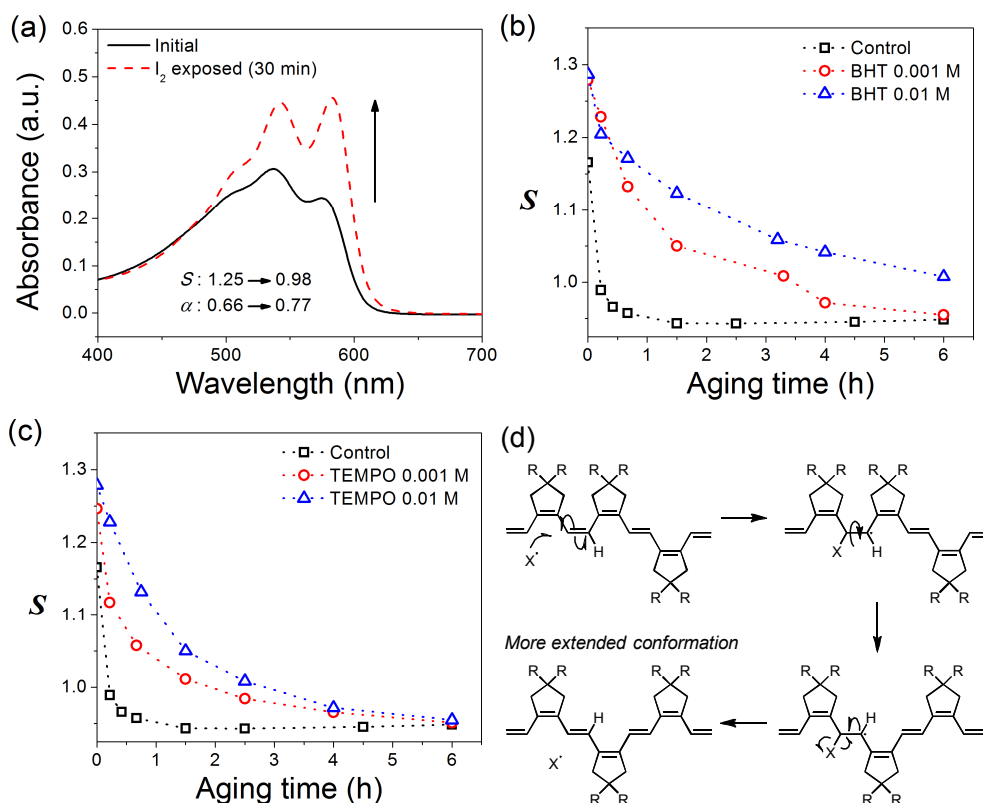 (a)
Initial
I₂ exposed (30 min)
0.6
0.5
0.4
0.3
0.2
0.1
0.0
Absorbance (a.u.)
S : 1.25 → 0.98
α : 0.66 → 0.77
400 500 600 700
Wavelength (nm)
(b)
Control
BHT 0.001 M
BHT 0.01 M
1.3
1.2
1.1
1.0
S
0 1 2 3 4 5 6
Aging time (h)
(c)
Control
TEMPO 0.001 M
TEMPO 0.01 M
1.3
1.2
1.1
1.0
S
0 1 2 3 4 5 6
Aging time (h)
(d)
R R R R
X• H
R R
R R R R
X H
R R
More extended conformation
R R R R
H
X•
R R
R R R R
H
X
R R